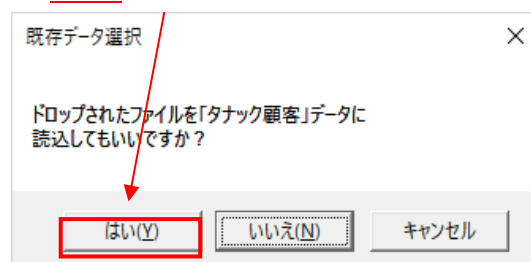 既存データ選択
ドロップされたファイルを「タナック顧客」データに
読込してもいいですか？
はい(Y)
いいえ(N)
キャンセル